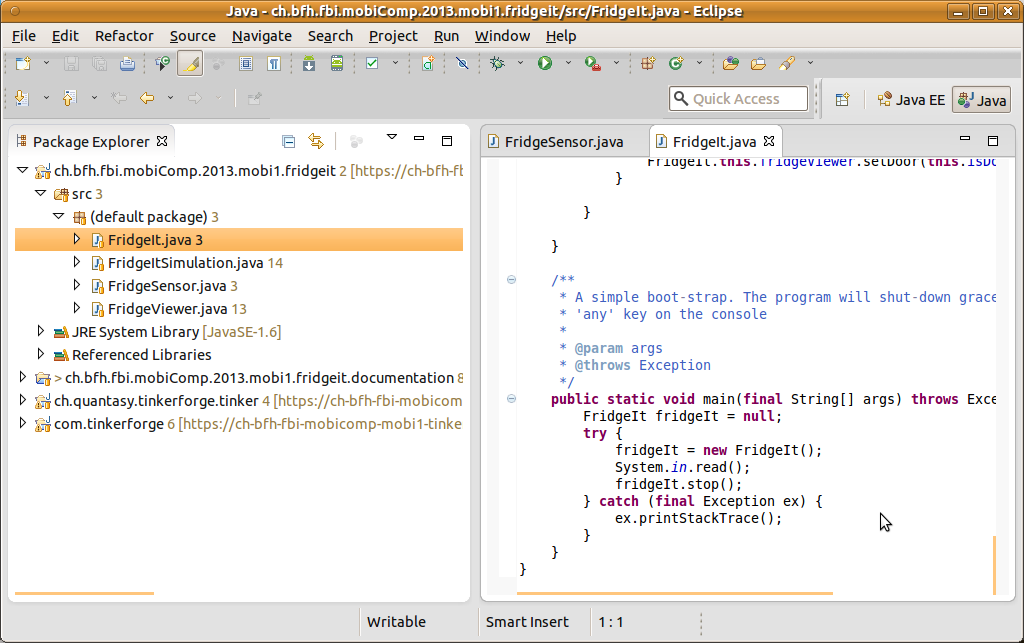 Java - ch.bfh.fbi.mobiComp.2013.mobi1.fridgeit/src/FridgeIt.java - Eclipse
File Edit Refactor Source Navigate Search Project Run Window Help
Quick Access
Java EE
Java
Package Explorer
ch.bfh.fbi.mobiComp.2013.mobi1.fridgeit 2 [https://ch-bfh-fb
src 3
(default package) 3
FridgeIt.java 3
FridgeItSimulation.java 14
FridgeSensor.java 3
FridgeViewer.java 13
JRE System Library [JavaSE-1.6]
Referenced Libraries
> ch.bfh.fbi.mobiComp.2013.mobi1.fridgeit.documentation 8
ch.quantasy.tinkerforge.tinker 4 [https://ch-bfh-fbi-mobicom
com.tinkerforge 6 [https://ch-bfh-fbi-mobicomp-mobi1-tinke
FridgeSensor.java
FridgeIt.java
FridgeIt.this.fridgeViewer.setDoor(this.isDo
}
}
}
/**
* A simple boot-strap. The program will shut-down grace
* 'any' key on the console
*
* @param args
* @throws Exception
*/
public static void main(final String[] args) throws Exce
FridgeIt fridgeIt = null;
try {
fridgeIt = new FridgeIt();
System.in.read();
fridgeIt.stop();
} catch (final Exception ex) {
ex.printStackTrace();
}
}
}
Writable
Smart Insert
1 : 1